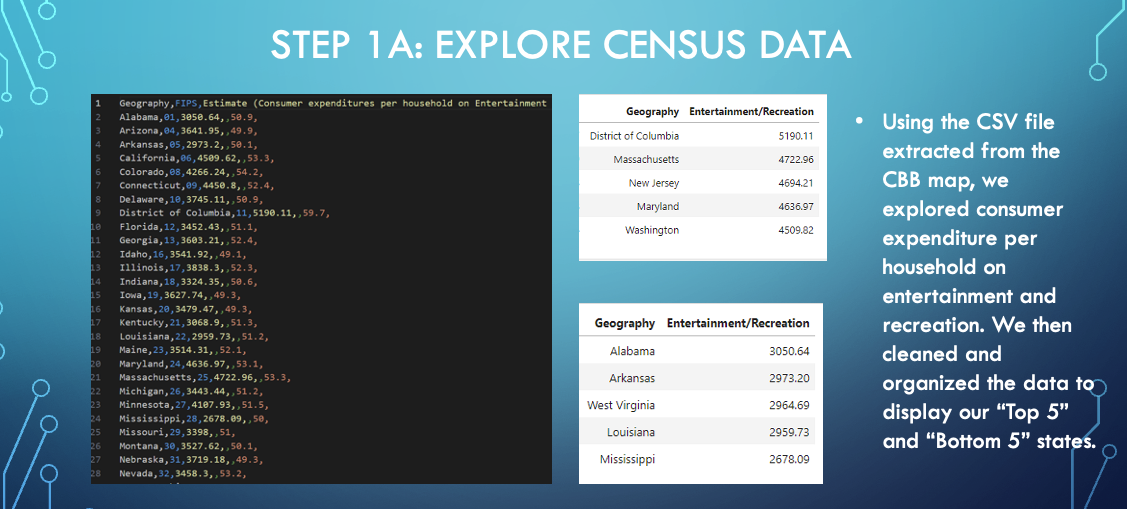 STEP 1A: EXPLORE CENSUS DATA
1 Geography,FIPS,Estimate (Consumer expenditures per household on Entertainment
2 Alabama,01,3050.64,,50.9,
3 Arizona,04,3641.95,,49.9,
4 Arkansas,05,2973.2,,50.1,
5 California,06,4509.62,,53.3,
6 Colorado,08,4266.24,,54.2,
7 Connecticut,09,4450.8,,52.4,
8 Delaware,10,3745.11,,50.9,
9 District of Columbia,11,5190.11,,59.7,
10 Florida,12,3452.43,,51.1,
11 Georgia,13,3603.21,,52.4,
12 Idaho,16,3541.92,,49.1,
13 Illinois,17,3838.3,,52.3,
14 Indiana,18,3324.35,,50.6,
15 Iowa,19,3627.74,,49.3,
16 Kansas,20,3479.47,,49.3,
17 Kentucky,21,3068.9,,51.3,
18 Louisiana,22,2959.73,,51.2,
19 Maine,23,3514.31,,52.1,
20 Maryland,24,4636.97,,53.1,
21 Massachusetts,25,4722.96,,53.3,
22 Michigan,26,3443.44,,51.2,
23 Minnesota,27,4107.93,,51.5,
24 Mississippi,28,2678.09,,50,
25 Missouri,29,3398,,51,
26 Montana,30,3527.62,,50.1,
27 Nebraska,31,3719.18,,49.3,
28 Nevada,32,3458.3,,53.2,
Geography Entertainment/Recreation
District of Columbia 5190.11
Massachusetts 4722.96
New Jersey 4694.21
Maryland 4636.97
Washington 4509.82
Geography Entertainment/Recreation
Alabama 3050.64
Arkansas 2973.20
West Virginia 2964.69
Louisiana 2959.73
Mississippi 2678.09
• Using the CSV file
extracted from the
CBB map, we
explored consumer
expenditure per
household on
entertainment and
recreation. We then
cleaned and
organized the data to
display our “Top 5”
and “Bottom 5” states.